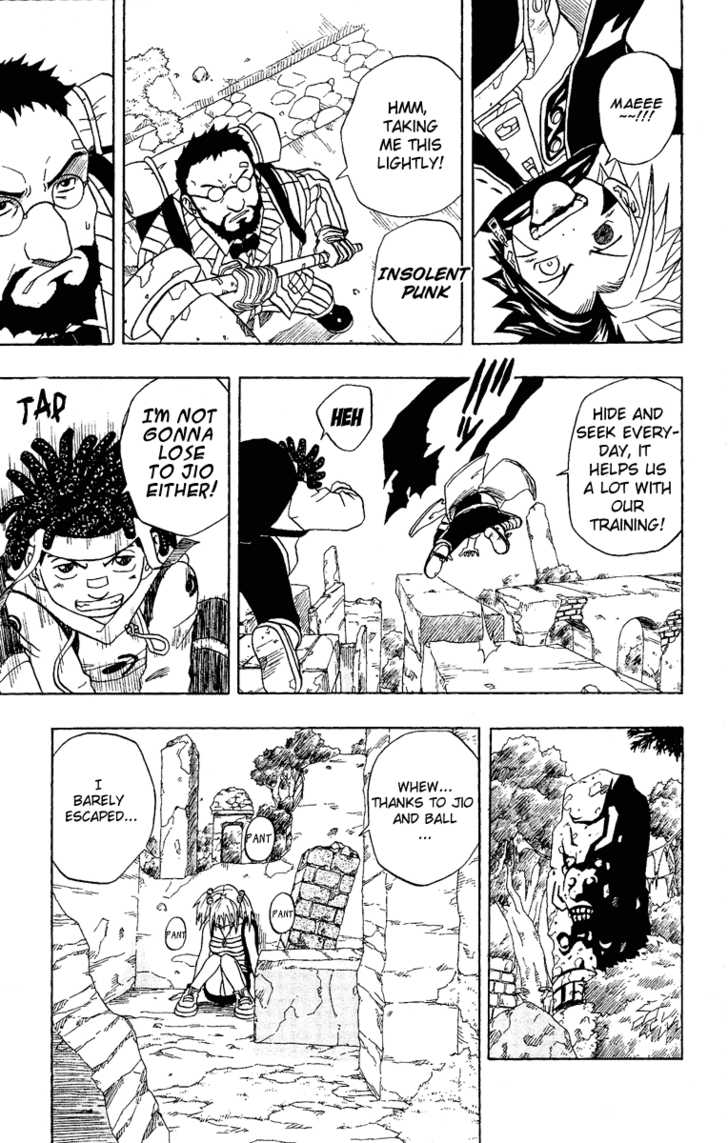 MAEEE
~~!!!
HMM,
TAKING
ME THIS
LIGHTLY!
INSOLENT
PUNK
HIDE AND
SEEK EVERY-
DAY, IT
HELPS US
A LOT WITH
OUR
TRAINING!
HEH
I'M NOT
GONNA
LOSE
TO JIO
EITHER!
TAP
WHEW...
THANKS TO JIO
AND BALL
...
I
BARELY
ESCAPED...
PANT
PANT
PANT